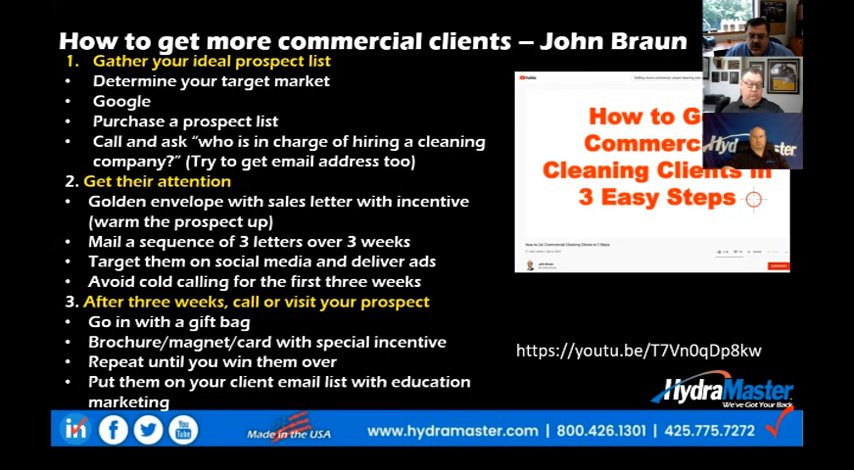 How to get more commercial clients – John Braun
1. Gather your ideal prospect list
• Determine your target market
• Google
• Purchase a prospect list
• Call and ask “who is in charge of hiring a cleaning
company?” (Try to get email address too)
2. Get their attention
• Golden envelope with sales letter with incentive
(warm the prospect up)
• Mail a sequence of 3 letters over 3 weeks
• Target them on social media and deliver ads
• Avoid cold calling for the first three weeks
3. After three weeks, call or visit your prospect
• Go in with a gift bag
• Brochure/magnet/card with special incentive
• Repeat until you win them over
• Put them on your client email list with education
marketing
YouTube
How to G
Commerc
Cleaning Clients in
3 Easy Steps
How to Get Commercial Cleaning Clients in 3 Steps
Hydr
Master
https://youtu.be/T7Vn0qDp8kw
HydraMaster
We've Got Your Back
in
f
You
Tube
Made in the USA
www.hydramaster.com | 800.426.1301 | 425.775.7272